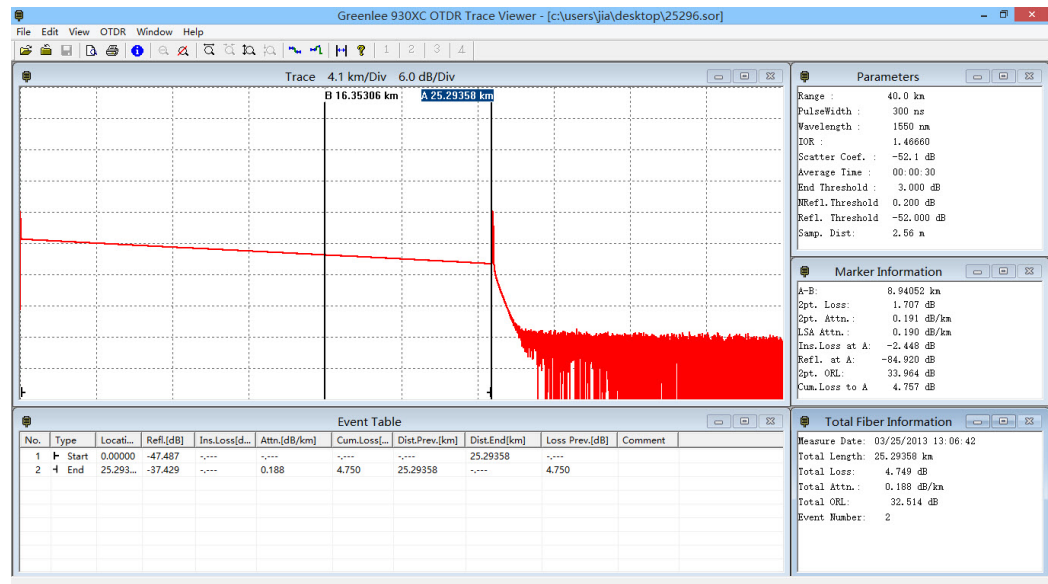 Greenlee 930XC OTDR Trace Viewer - [c:\users\jia\desktop\25296.sor]
File Edit View OTDR Window Help
1 2 3 4
Trace 4.1 km/Div 6.0 dB/Div
B 16.35306 km A 25.29358 km
Parameters
Range : 40.0 km
PulseWidth : 300 ns
Wavelength : 1550 nm
IOR : 1.46660
Scatter Coef. : -52.1 dB
Average Time : 00:00:30
End Threshold : 3.000 dB
NRefl.Threshold 0.200 dB
Refl. Threshold -52.000 dB
Samp. Dist: 2.56 m
Marker Information
A-B: 8.94052 km
2pt. Loss: 1.707 dB
2pt. Attn.: 0.191 dB/km
LSA Attn.: 0.190 dB/km
Ins.Loss at A: -2.448 dB
Refl. at A: -84.920 dB
2pt. ORL: 33.964 dB
Cum.Loss to A 4.757 dB
Event Table
No. Type Locati... Refl.[dB] Ins.Loss[d... Attn.[dB/km] Cum.Loss[... Dist.Prev.[km] Dist.End[km] Loss Prev.[dB] Comment
1 Start 0.00000 -47.487 -,--- -,--- -,--- -,--- 25.29358 -,---
2 End 25.293... -37.429 -,--- 0.188 4.750 25.29358 -,--- 4.750
Total Fiber Information
Measure Date: 03/25/2013 13:06:42
Total Length: 25.29358 km
Total Loss: 4.749 dB
Total Attn.: 0.188 dB/km
Total ORL: 32.514 dB
Event Number: 2